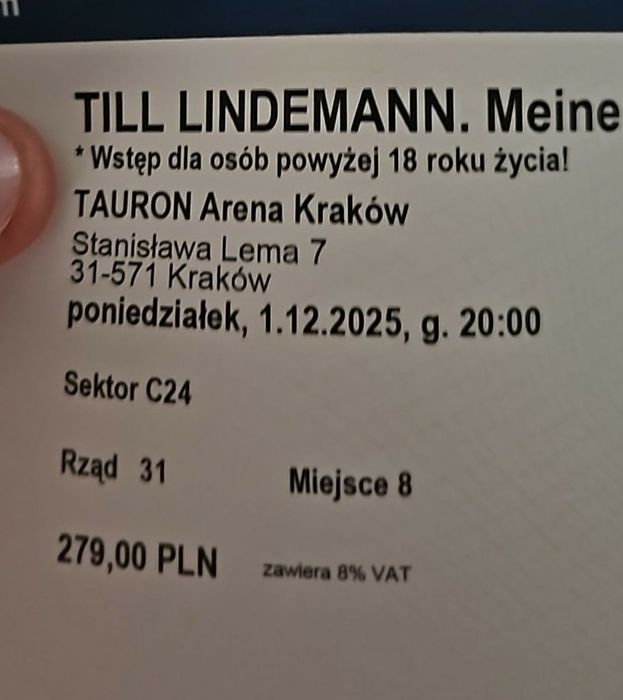 TILL LINDEMANN. Meine
* Wstęp dla osób powyżej 18 roku życia!
TAURON Arena Kraków
Stanisława Lema 7
31-571 Kraków
poniedziałek, 1.12.2025, g. 20:00
Sektor C24
Rząd 31 Miejsce 8
279,00 PLN zawiera 8% VAT